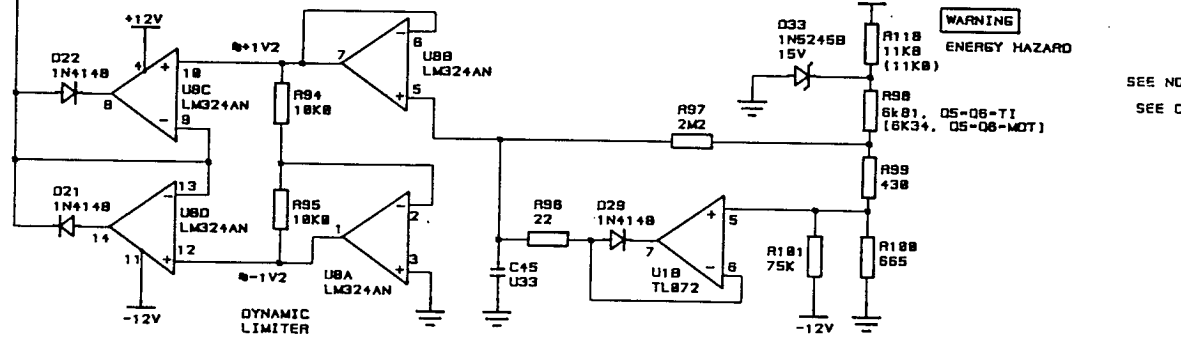 +12V
D22
1N4148
4
10
U8C
LM324AN
8
9
≈+1V2
7
6
U8B
LM324AN
5
R94
10K0
D33
1N5245B
15V
R118
11K8
(11K0)
WARNING
ENERGY HAZARD
R98
6k81, Q5-Q6-TI
(6K34, Q5-Q6-MOT)
SEE
SEE
R97
2M2
R99
430
D21
1N4148
13
U8D
LM324AN
14
12
11
-12V
R95
10K0
≈-1V2
1
2
3
U8A
LM324AN
DYNAMIC
LIMITER
R96
22
D29
1N4148
C45
U33
7
5
6
U1B
TL072
R101
75K
-12V
R100
665